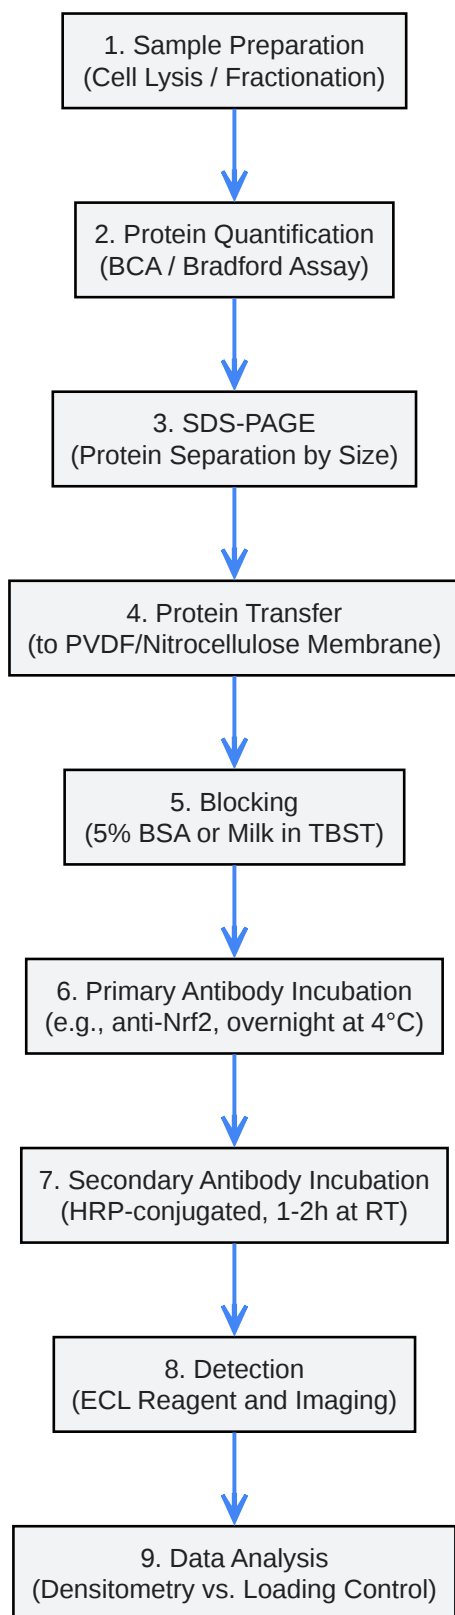 1. Sample Preparation
(Cell Lysis / Fractionation)
2. Protein Quantification
(BCA / Bradford Assay)
3. SDS-PAGE
(Protein Separation by Size)
4. Protein Transfer
(to PVDF/Nitrocellulose Membrane)
5. Blocking
(5% BSA or Milk in TBST)
6. Primary Antibody Incubation
(e.g., anti-Nrf2, overnight at 4°C)
7. Secondary Antibody Incubation
(HRP-conjugated, 1-2h at RT)
8. Detection
(ECL Reagent and Imaging)
9. Data Analysis
(Densitometry vs. Loading Control)